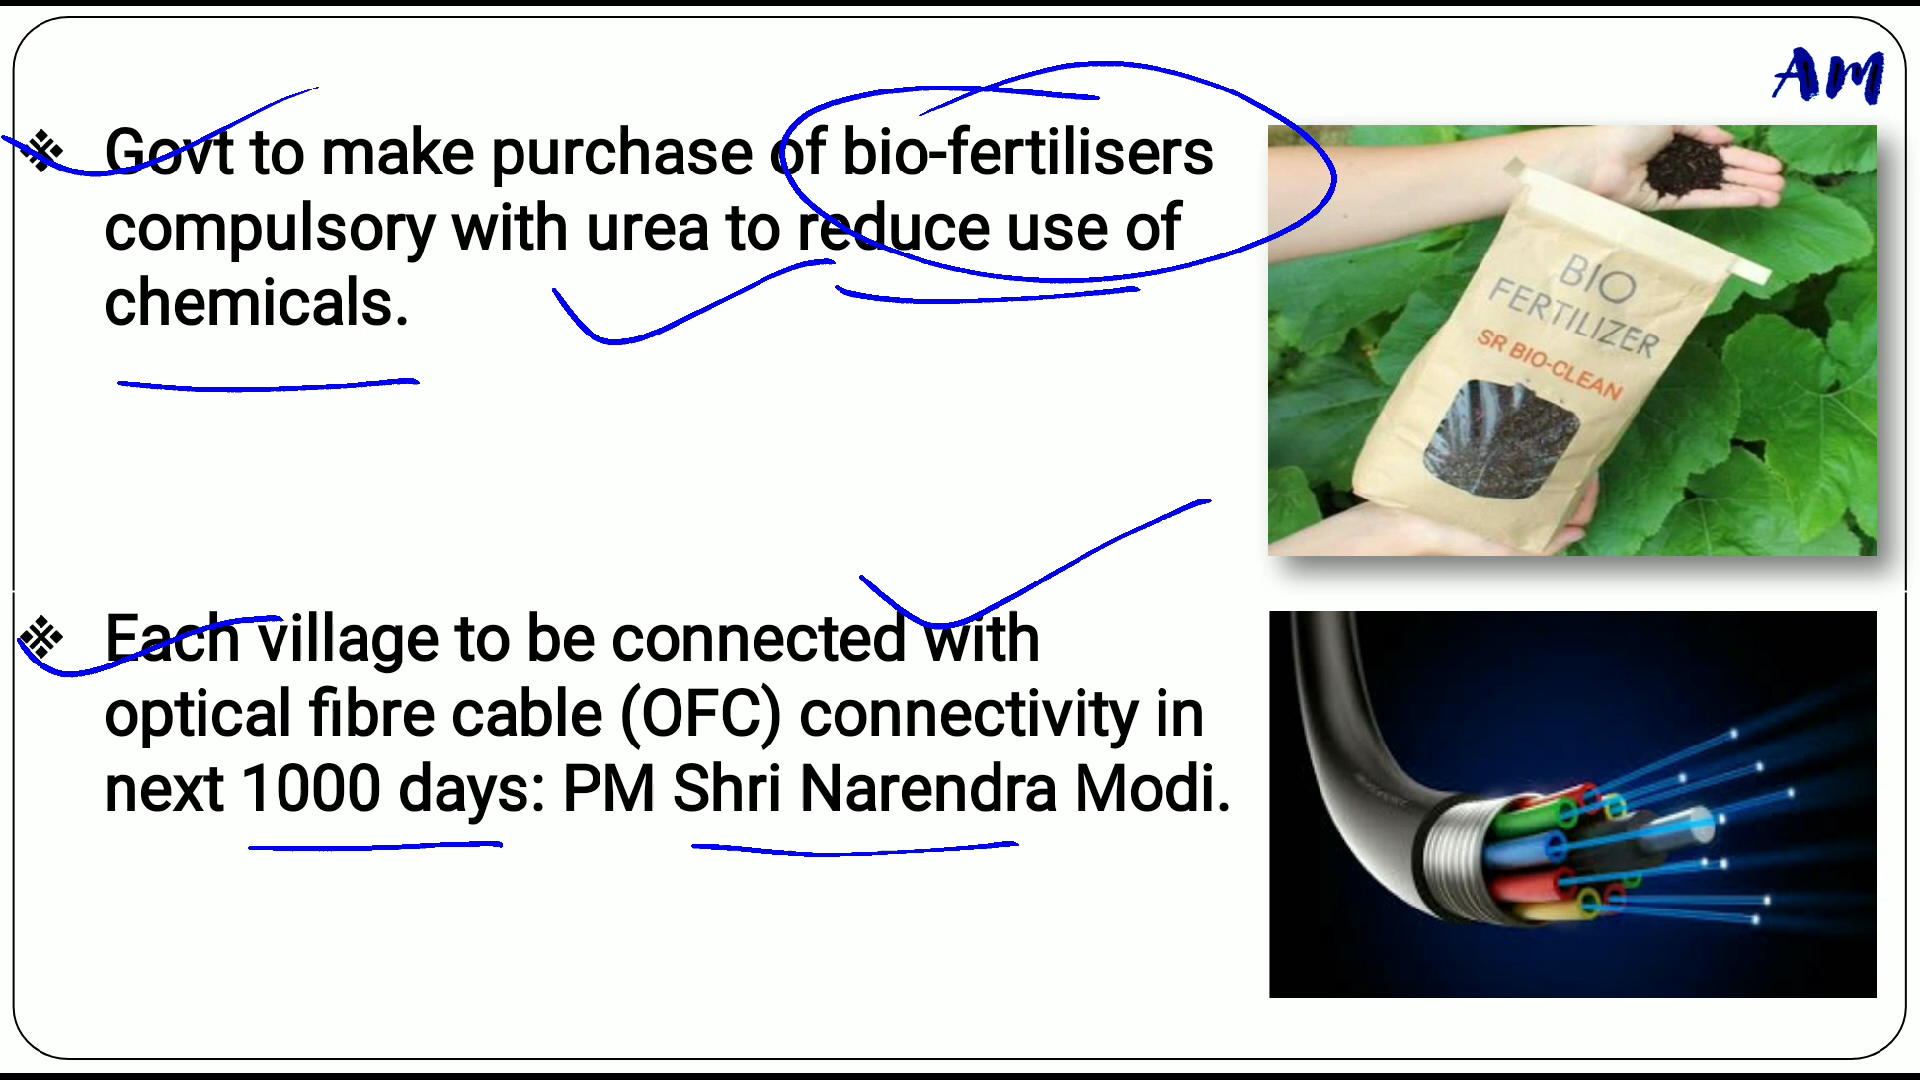 AM
Govt to make purchase of bio-fertilisers
compulsory with urea to reduce use of
chemicals.
BIO
FERTILIZER
SR BIO-CLEAN
Each village to be connected with
optical fibre cable (OFC) connectivity in
next 1000 days: PM Shri Narendra Modi.